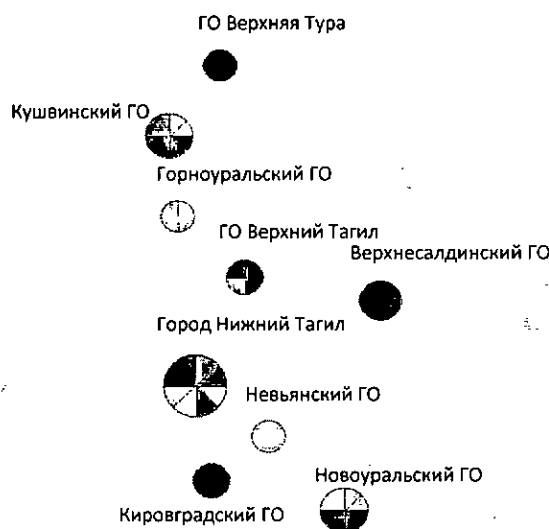 ГО Верхняя Тура
Кушвинский ГО
Горноуральский ГО
ГО Верхний Тагил
Верхнесалдинский ГО
Город Нижний Тагил
Невьянский ГО
Новоуральский ГО
Кировградский ГО